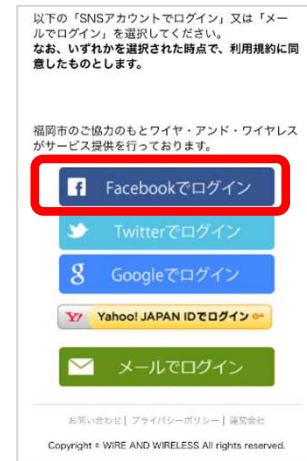 以下の「SNSアカウントでログイン」又は「メー
ルでログイン」を選択してください。
なお、いずれかを選択された時点で、利用規約に同
意したものとします。
福岡市のご協力のもとワイヤ・アンド・ワイヤレス
がサービス提供を行っております。
f Facebookでログイン
Twitterでログイン
g Googleでログイン
Y! Yahoo! JAPAN IDでログイン
メールでログイン
お問い合わせ | プライバシーポリシー | 運営会社
Copyright © WIRE AND WIRELESS All rights reserved.